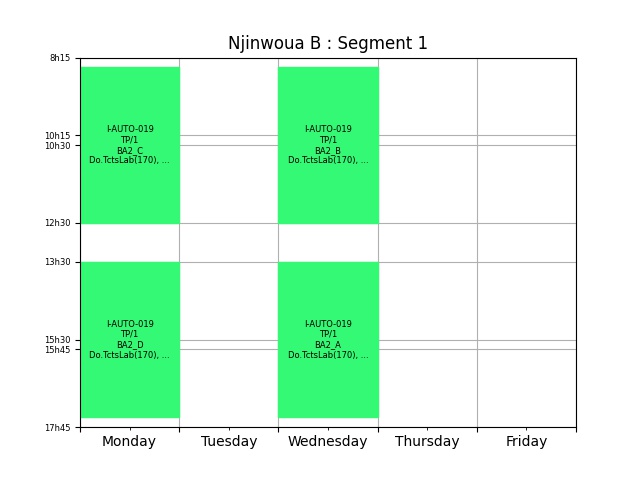 Njinwoua B : Segment 1
8h15
10h15
10h30
12h30
13h30
15h30
15h45
17h45
I-AUTO-019
TP/1
BA2_C
Do.TctsLab(170), ...
I-AUTO-019
TP/1
BA2_B
Do.TctsLab(170), ...
I-AUTO-019
TP/1
BA2_D
Do.TctsLab(170), ...
I-AUTO-019
TP/1
BA2_A
Do.TctsLab(170), ...
Monday
Tuesday
Wednesday
Thursday
Friday